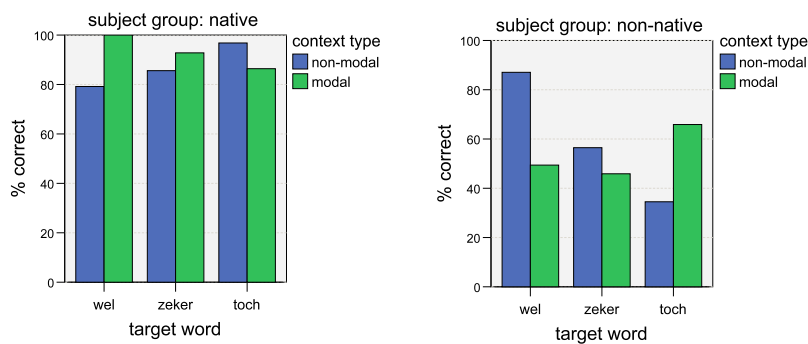 subject group: native
context type
non-modal
modal
% correct
100
80
60
40
20
0
wel zeker toch
target word
subject group: non-native
context type
non-modal
modal
% correct
100
80
60
40
20
0
wel zeker toch
target word